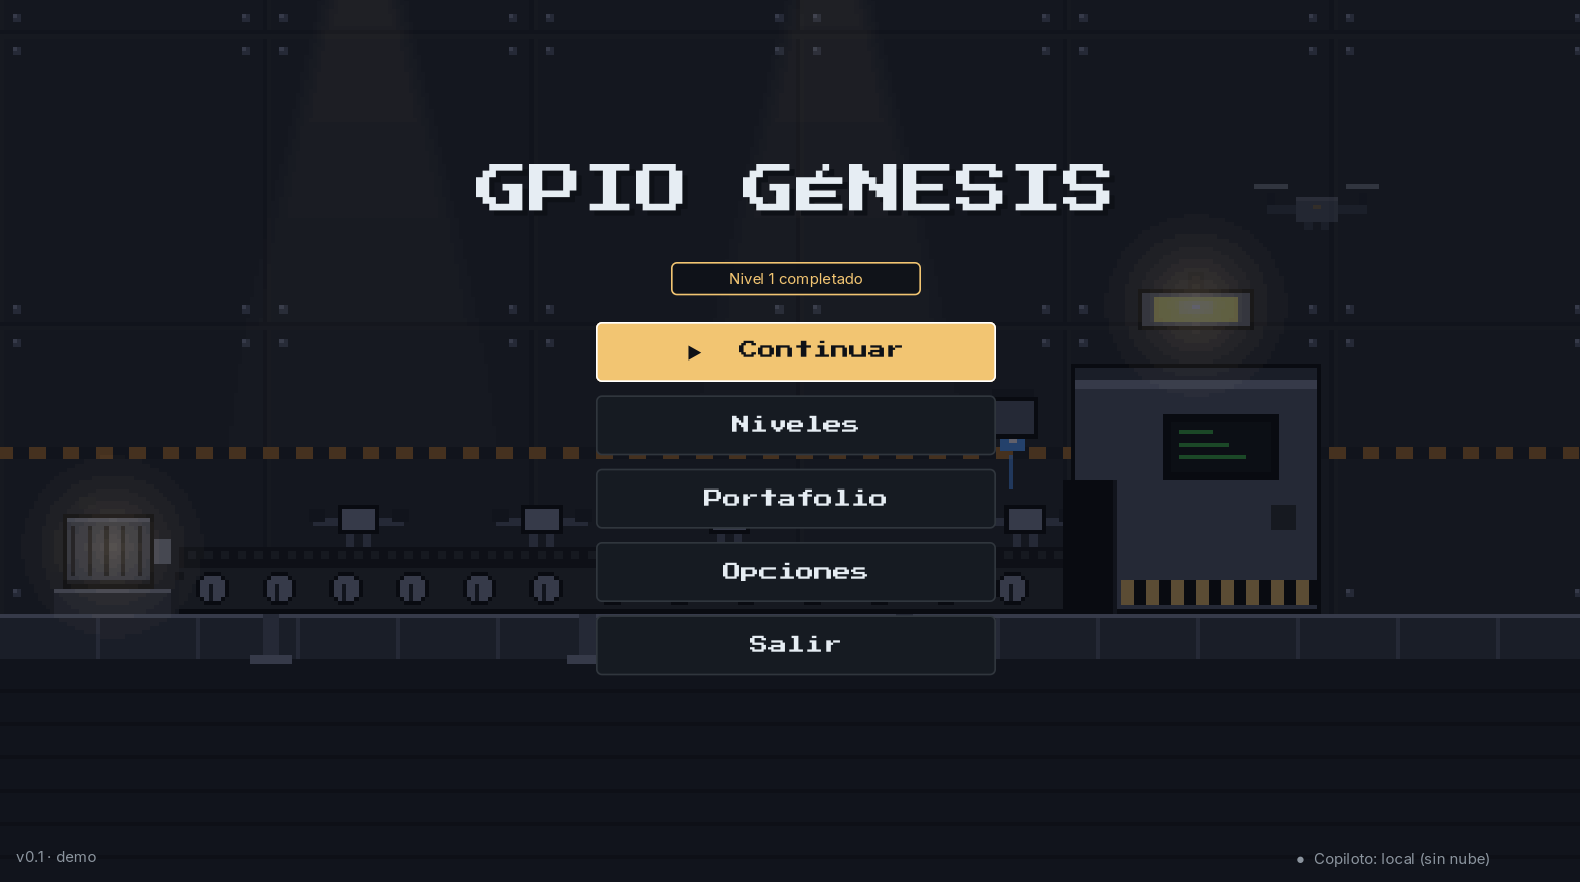 GPIO GéNESIS
Nivel 1 completado
▶ Continuar
Niveles
Portafolio
Opciones
Salir
v0.1 · demo
● Copiloto: local (sin nube)